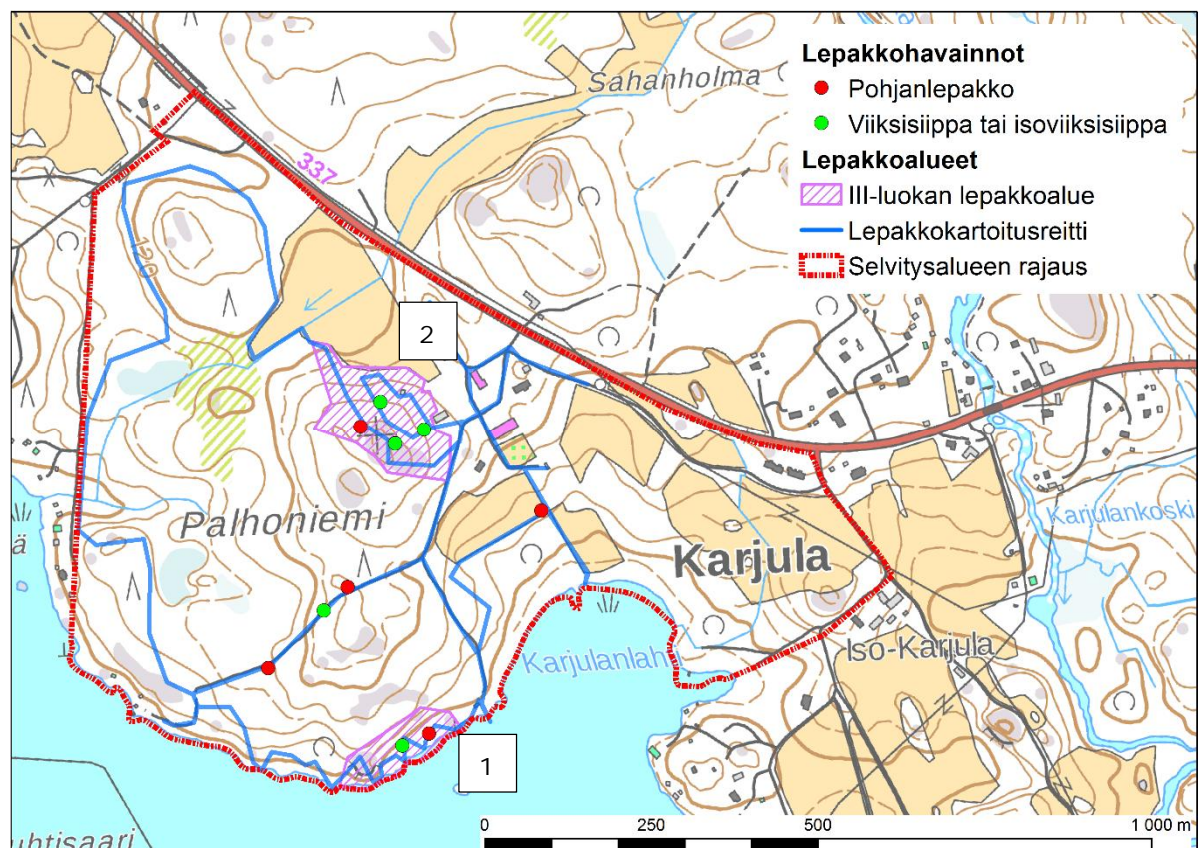 Lepakkohavainnot
Pohjanlepakko
Viiksisiippa tai isoviiksisiippa
Lepakkoalueet
III-luokan lepakkoalue
Lepakkokartoitusreitti
Selvitysalueen rajaus
Sahanholma
337
120
2
Palhoniemi
ä
Karjulankoski
Karjula
Iso-Karjula
Karjulanlah
1
uhtisaari
0 250 500 1 000 m